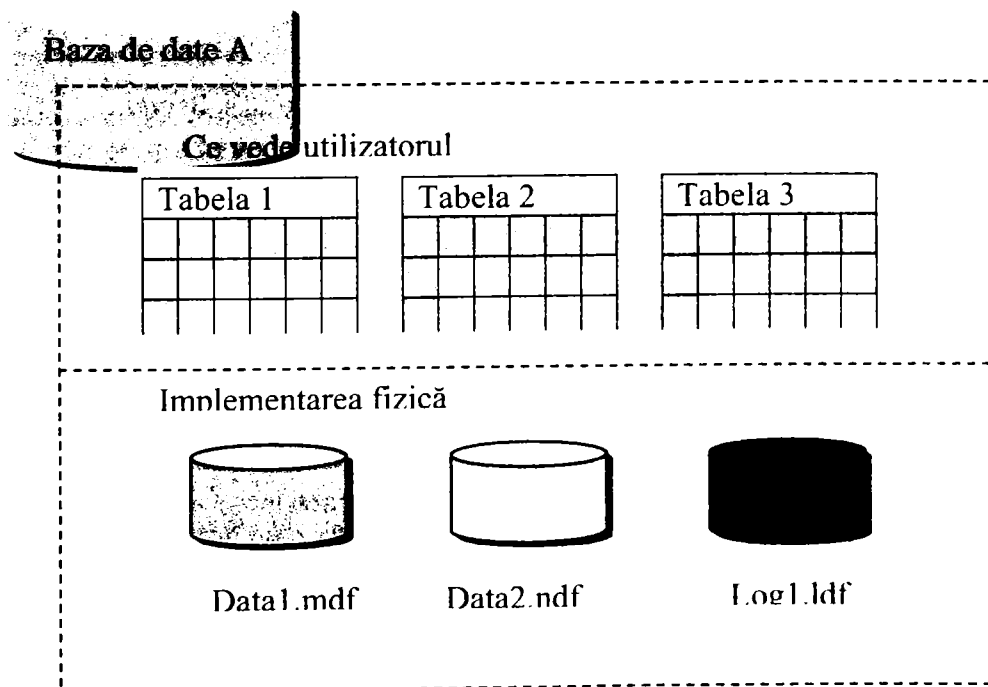 Baza de date A
Ce vede utilizatorul
Tabela 1 Tabela 2 Tabela 3
Implementarea fizică
Data1.mdf Data2.ndf Log1.ldf